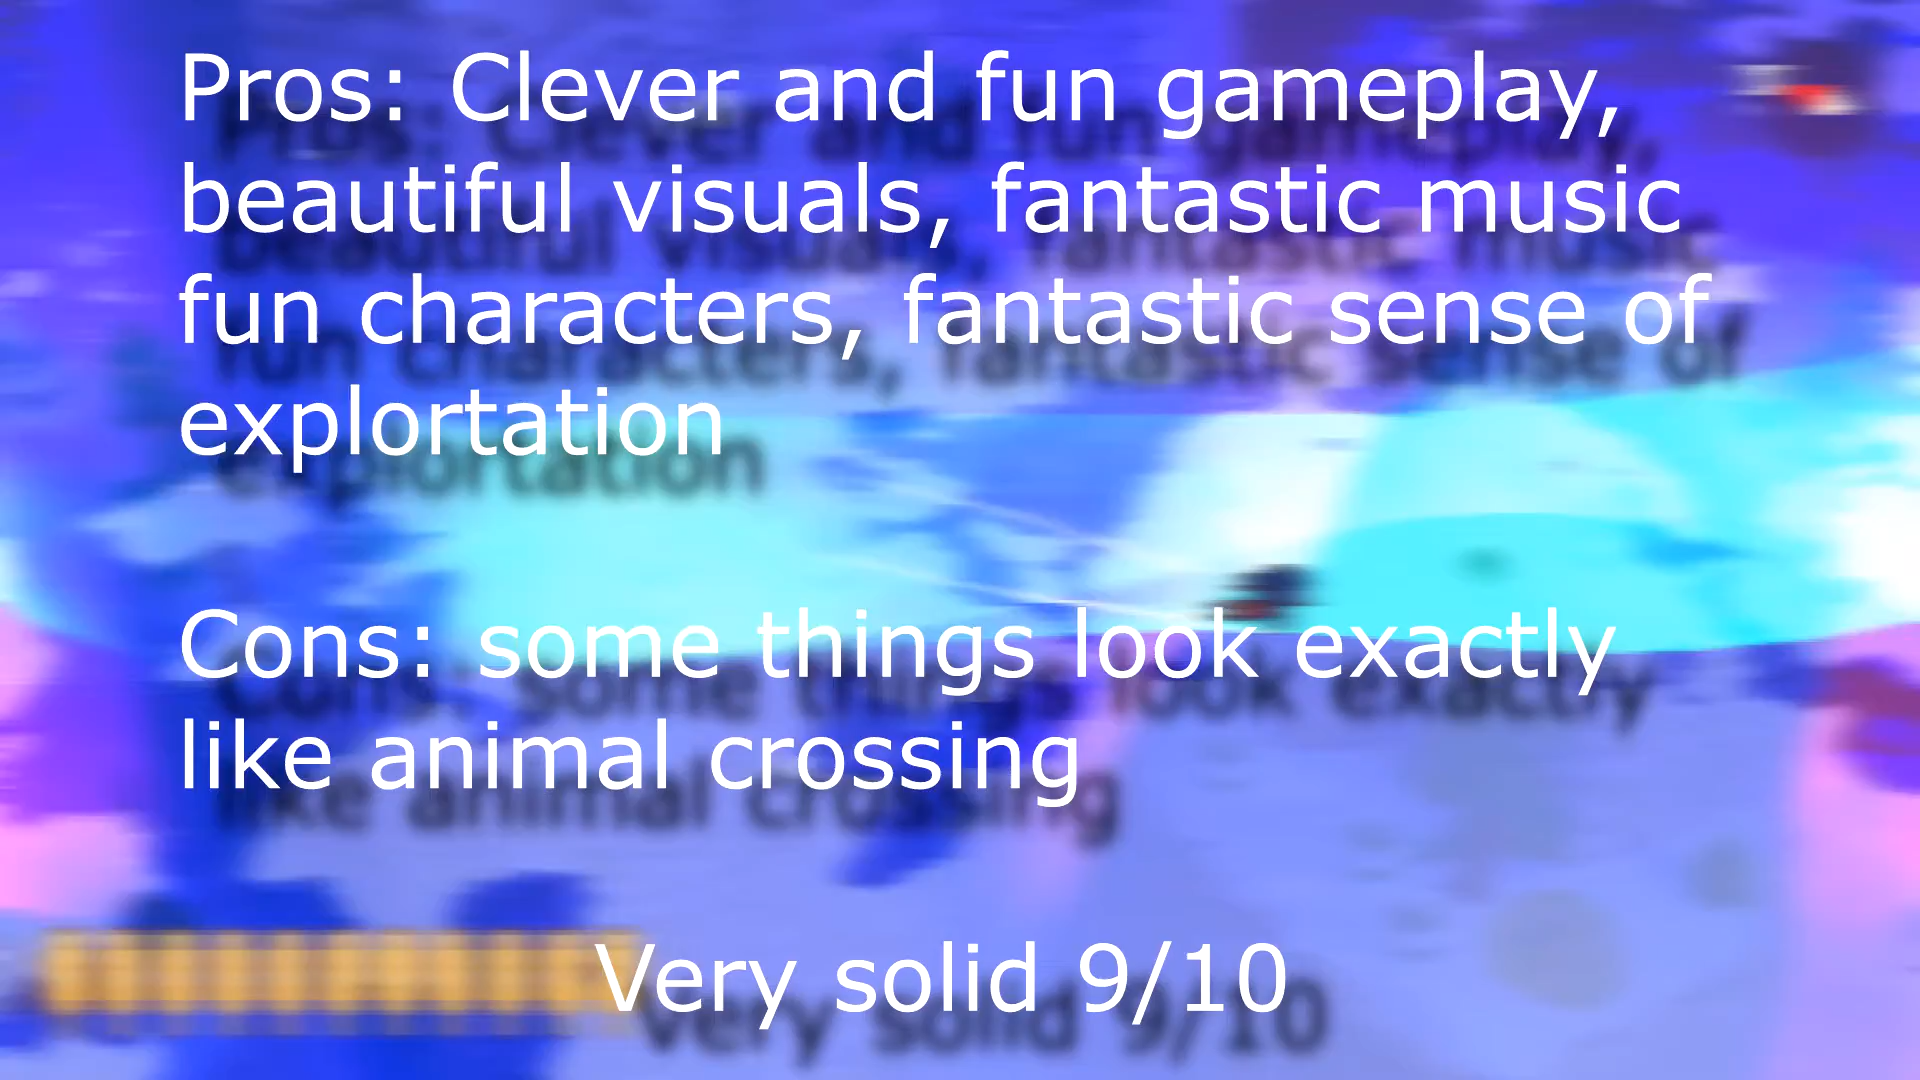 Pros: Clever and fun gameplay,
beautiful visuals, fantastic music
fun characters, fantastic sense of
explortation
Cons: some things look exactly
like animal crossing
Very solid 9/10